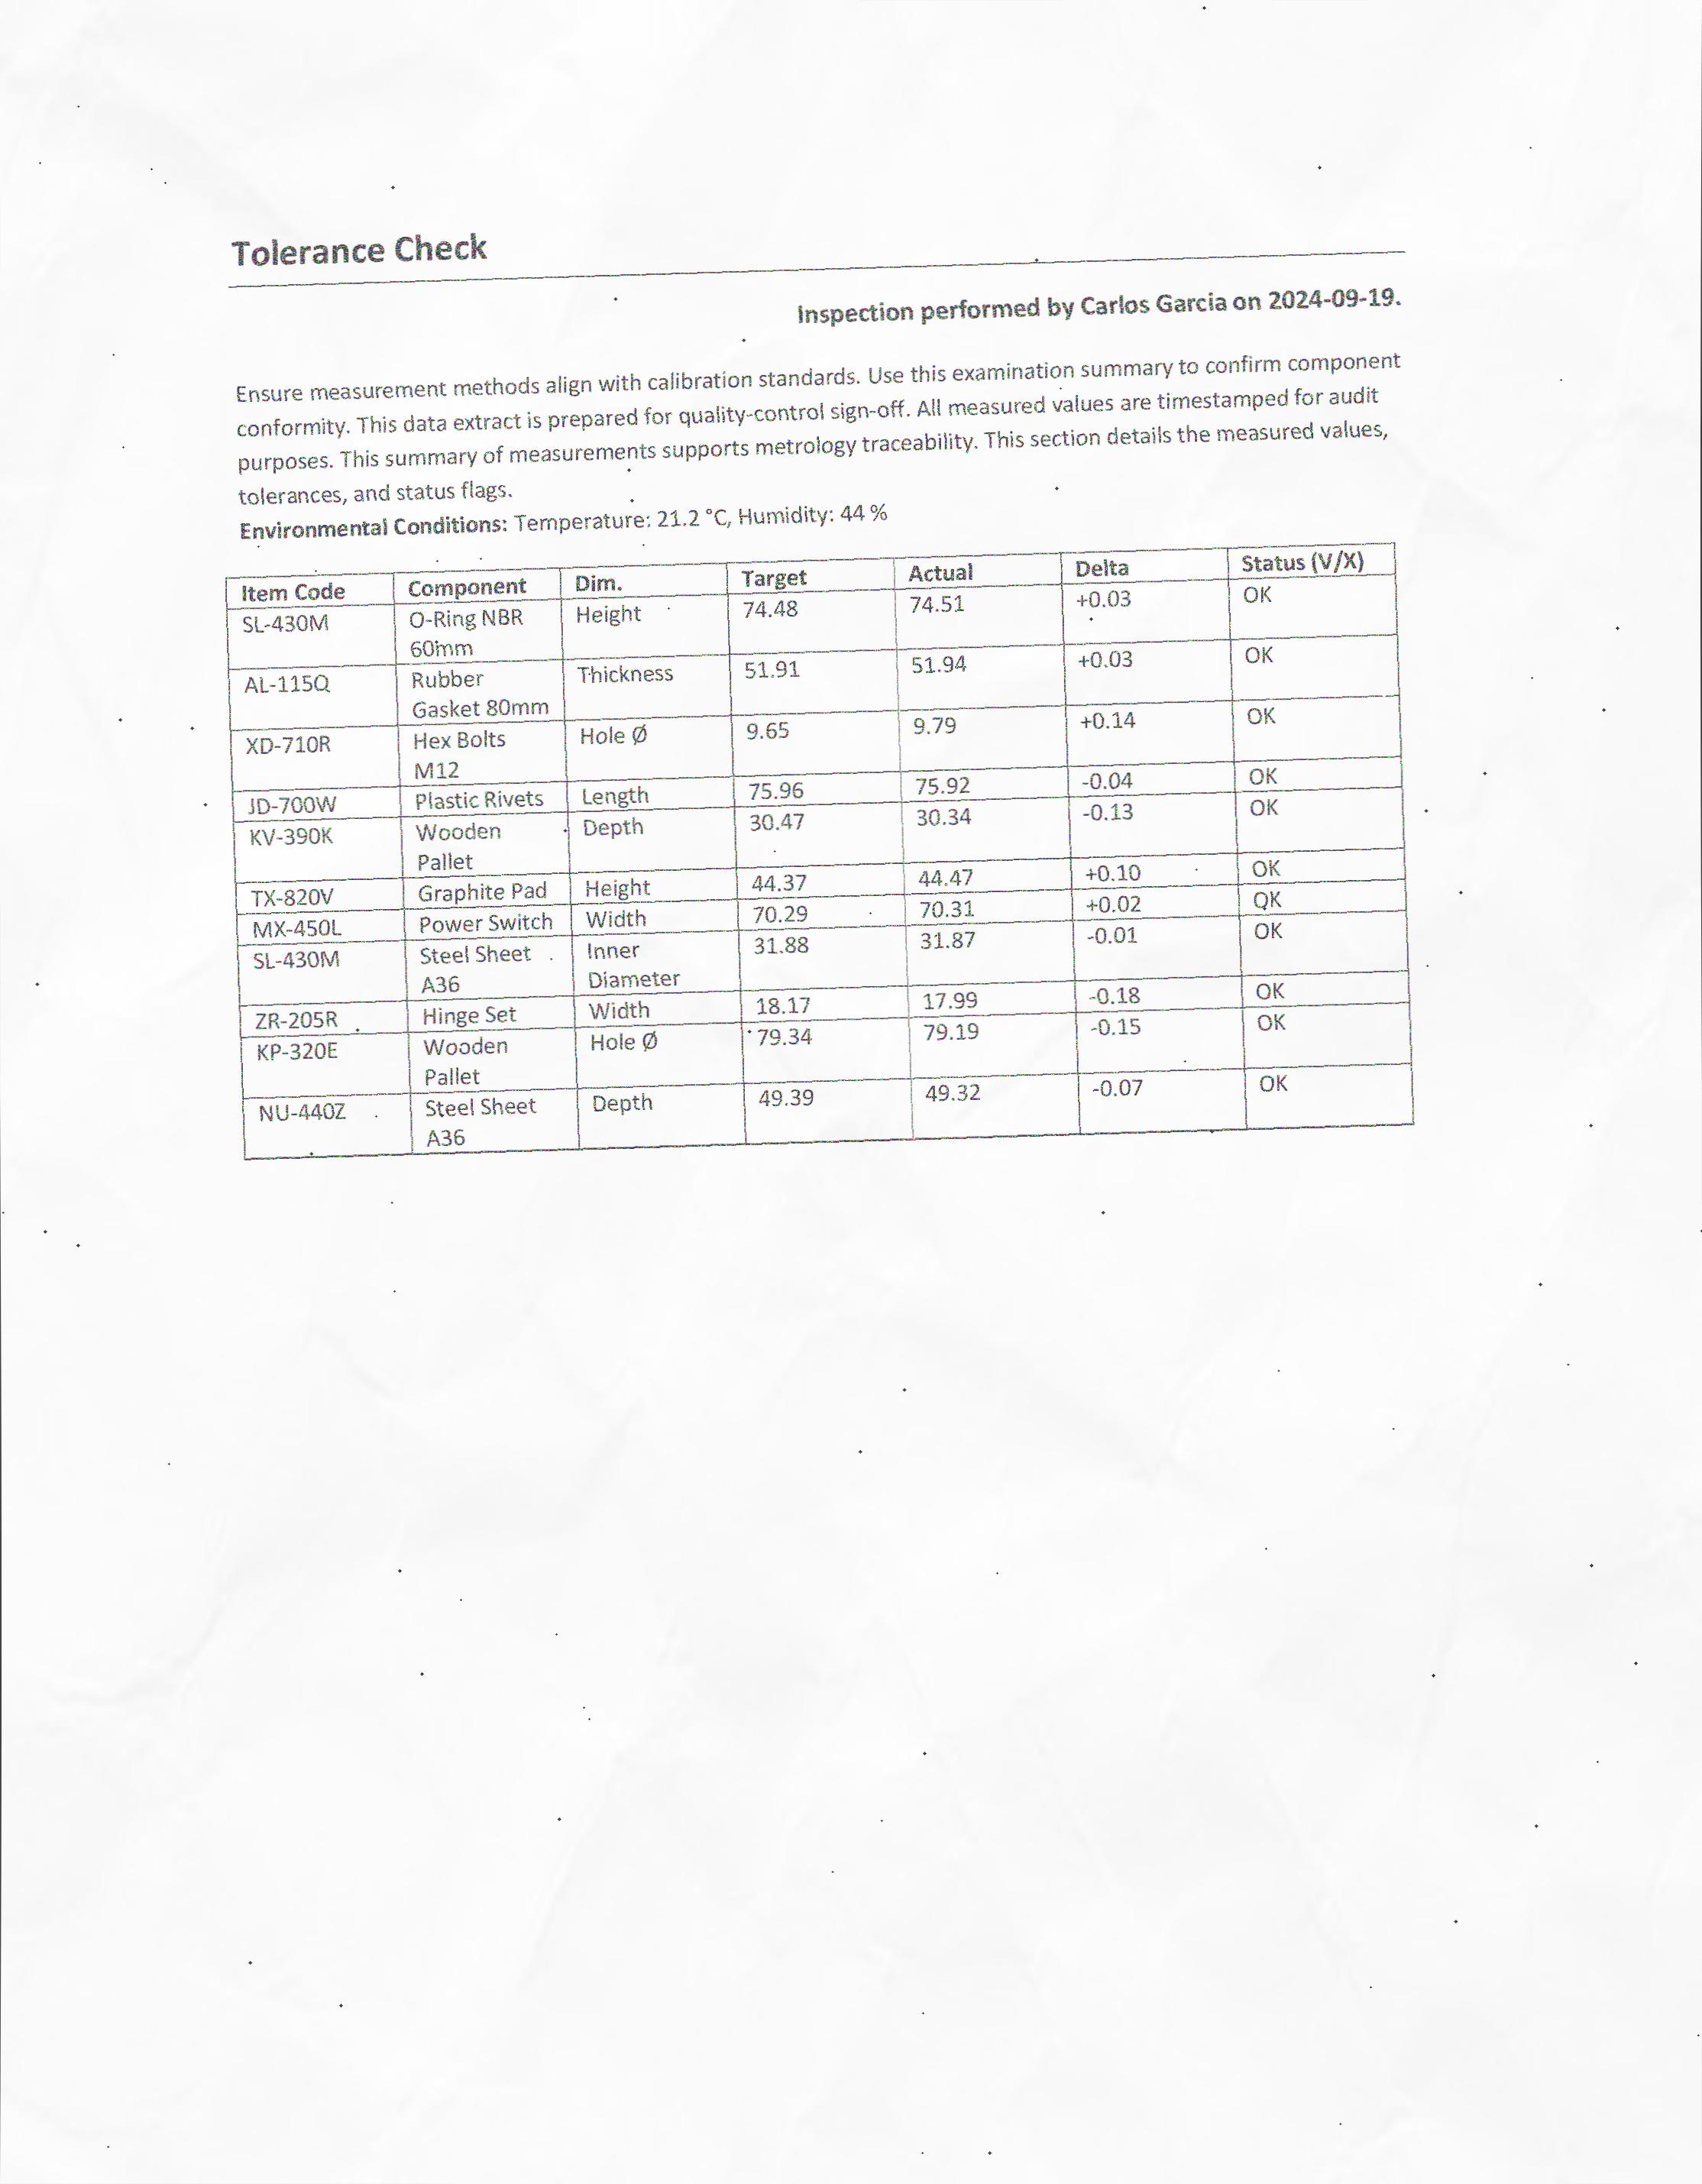 Tolerance Check
Inspection performed by Carlos Garcia on 2024-09-19.
Ensure measurement methods align with calibration standards. Use this examination summary to confirm component
conformity. This data extract is prepared for quality-control sign-off. All measured values are timestamped for audit
purposes. This summary of measurements supports metrology traceability. This section details the measured values,
tolerances, and status flags.
Environmental Conditions: Temperature: 21.2 °C, Humidity: 44 %
Item Code Component Dim. Target Actual Delta Status (V/X)
SL-430M O-Ring NBR Height 74.48 74.51 +0.03 OK
60mm
AL-115Q Rubber Thickness 51.91 51.94 +0.03 OK
Gasket 80mm
XD-710R Hex Bolts Hole Ø 9.65 9.79 +0.14 OK
M12
JD-700W Plastic Rivets Length 75.96 75.92 -0.04 OK
KV-390K Wooden Depth 30.47 30.34 -0.13 OK
Pallet
TX-820V Graphite Pad Height 44.37 44.47 +0.10 OK
MX-450L Power Switch Width 70.29 70.31 +0.02 OK
SL-430M Steel Sheet Inner 31.88 31.87 -0.01 OK
A36 Diameter
ZR-205R Hinge Set Width 18.17 17.99 -0.18 OK
KP-320E Wooden Hole Ø 79.34 79.19 -0.15 OK
Pallet
NU-440Z Steel Sheet Depth 49.39 49.32 -0.07 OK
A36